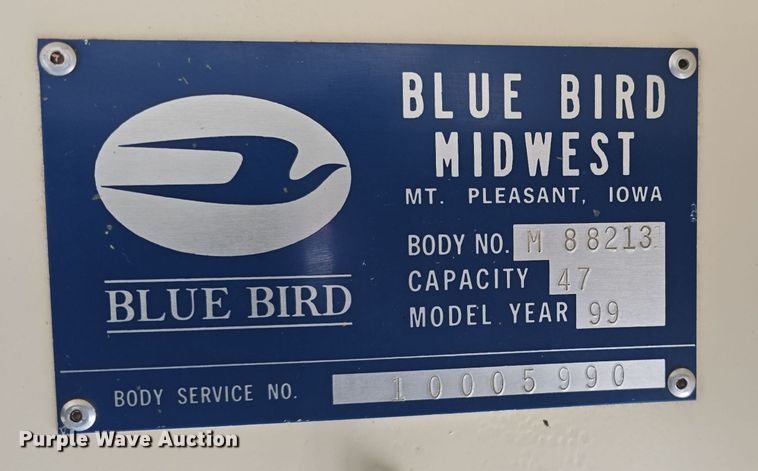 BLUE BIRD
MIDWEST
MT. PLEASANT, IOWA
BODY NO. M 88213
CAPACITY 47
MODEL YEAR 99
BLUE BIRD
BODY SERVICE NO. 10005990
Purple Wave Auction